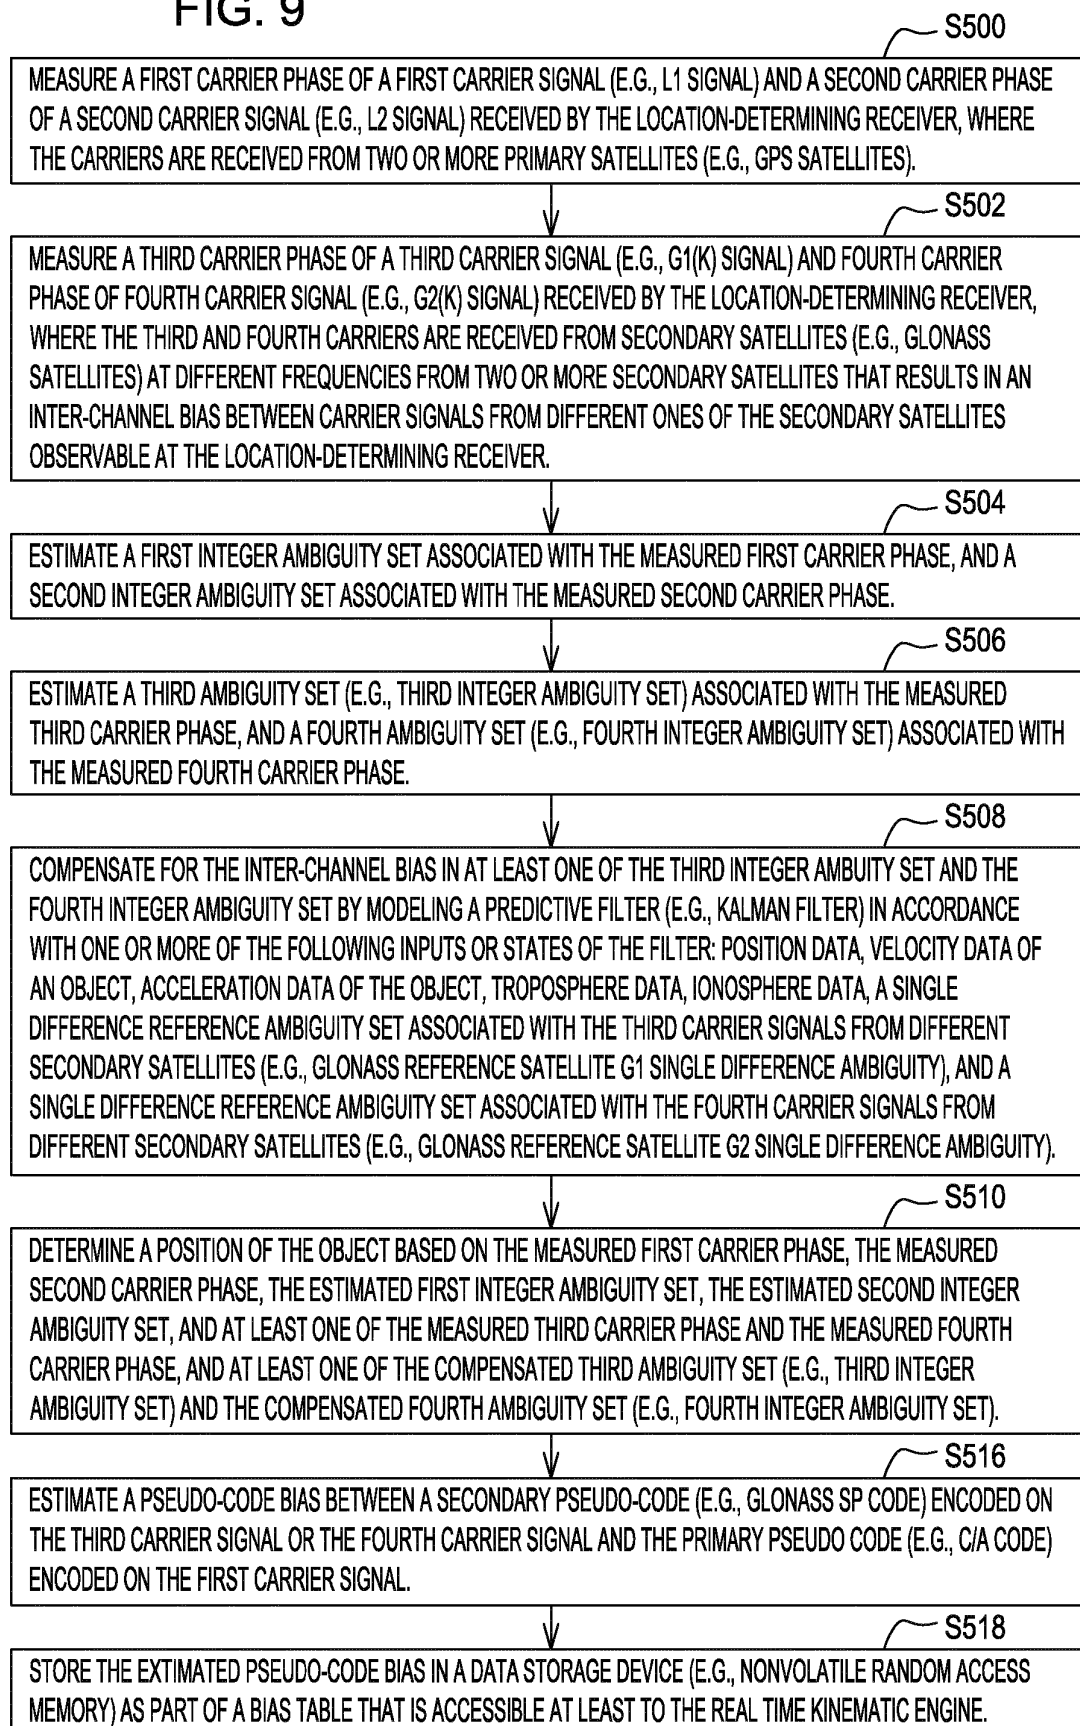 FIG. 9
S500
MEASURE A FIRST CARRIER PHASE OF A FIRST CARRIER SIGNAL (E.G., L1 SIGNAL) AND A SECOND CARRIER PHASE
OF A SECOND CARRIER SIGNAL (E.G., L2 SIGNAL) RECEIVED BY THE LOCATION-DETERMINING RECEIVER, WHERE
THE CARRIERS ARE RECEIVED FROM TWO OR MORE PRIMARY SATELLITES (E.G., GPS SATELLITES).
S502
MEASURE A THIRD CARRIER PHASE OF A THIRD CARRIER SIGNAL (E.G., G1(K) SIGNAL) AND FOURTH CARRIER
PHASE OF FOURTH CARRIER SIGNAL (E.G., G2(K) SIGNAL) RECEIVED BY THE LOCATION-DETERMINING RECEIVER,
WHERE THE THIRD AND FOURTH CARRIERS ARE RECEIVED FROM SECONDARY SATELLITES (E.G., GLONASS
SATELLITES) AT DIFFERENT FREQUENCIES FROM TWO OR MORE SECONDARY SATELLITES THAT RESULTS IN AN
INTER-CHANNEL BIAS BETWEEN CARRIER SIGNALS FROM DIFFERENT ONES OF THE SECONDARY SATELLITES
OBSERVABLE AT THE LOCATION-DETERMINING RECEIVER.
S504
ESTIMATE A FIRST INTEGER AMBIGUITY SET ASSOCIATED WITH THE MEASURED FIRST CARRIER PHASE, AND A
SECOND INTEGER AMBIGUITY SET ASSOCIATED WITH THE MEASURED SECOND CARRIER PHASE.
S506
ESTIMATE A THIRD AMBIGUITY SET (E.G., THIRD INTEGER AMBIGUITY SET) ASSOCIATED WITH THE MEASURED
THIRD CARRIER PHASE, AND A FOURTH AMBIGUITY SET (E.G., FOURTH INTEGER AMBIGUITY SET) ASSOCIATED WITH
THE MEASURED FOURTH CARRIER PHASE.
S508
COMPENSATE FOR THE INTER-CHANNEL BIAS IN AT LEAST ONE OF THE THIRD INTEGER AMBUITY SET AND THE
FOURTH INTEGER AMBIGUITY SET BY MODELING A PREDICTIVE FILTER (E.G., KALMAN FILTER) IN ACCORDANCE
WITH ONE OR MORE OF THE FOLLOWING INPUTS OR STATES OF THE FILTER: POSITION DATA, VELOCITY DATA OF
AN OBJECT, ACCELERATION DATA OF THE OBJECT, TROPOSPHERE DATA, IONOSPHERE DATA, A SINGLE
DIFFERENCE REFERENCE AMBIGUITY SET ASSOCIATED WITH THE THIRD CARRIER SIGNALS FROM DIFFERENT
SECONDARY SATELLITES (E.G., GLONASS REFERENCE SATELLITE G1 SINGLE DIFFERENCE AMBIGUITY), AND A
SINGLE DIFFERENCE REFERENCE AMBIGUITY SET ASSOCIATED WITH THE FOURTH CARRIER SIGNALS FROM
DIFFERENT SECONDARY SATELLITES (E.G., GLONASS REFERENCE SATELLITE G2 SINGLE DIFFERENCE AMBIGUITY).
S510
DETERMINE A POSITION OF THE OBJECT BASED ON THE MEASURED FIRST CARRIER PHASE, THE MEASURED
SECOND CARRIER PHASE, THE ESTIMATED FIRST INTEGER AMBIGUITY SET, THE ESTIMATED SECOND INTEGER
AMBIGUITY SET, AND AT LEAST ONE OF THE MEASURED THIRD CARRIER PHASE AND THE MEASURED FOURTH
CARRIER PHASE, AND AT LEAST ONE OF THE COMPENSATED THIRD AMBIGUITY SET (E.G., THIRD INTEGER
AMBIGUITY SET) AND THE COMPENSATED FOURTH AMBIGUITY SET (E.G., FOURTH INTEGER AMBIGUITY SET).
S516
ESTIMATE A PSEUDO-CODE BIAS BETWEEN A SECONDARY PSEUDO-CODE (E.G., GLONASS SP CODE) ENCODED ON
THE THIRD CARRIER SIGNAL OR THE FOURTH CARRIER SIGNAL AND THE PRIMARY PSEUDO CODE (E.G., C/A CODE)
ENCODED ON THE FIRST CARRIER SIGNAL.
S518
STORE THE EXTIMATED PSEUDO-CODE BIAS IN A DATA STORAGE DEVICE (E.G., NONVOLATILE RANDOM ACCESS
MEMORY) AS PART OF A BIAS TABLE THAT IS ACCESSIBLE AT LEAST TO THE REAL TIME KINEMATIC ENGINE.